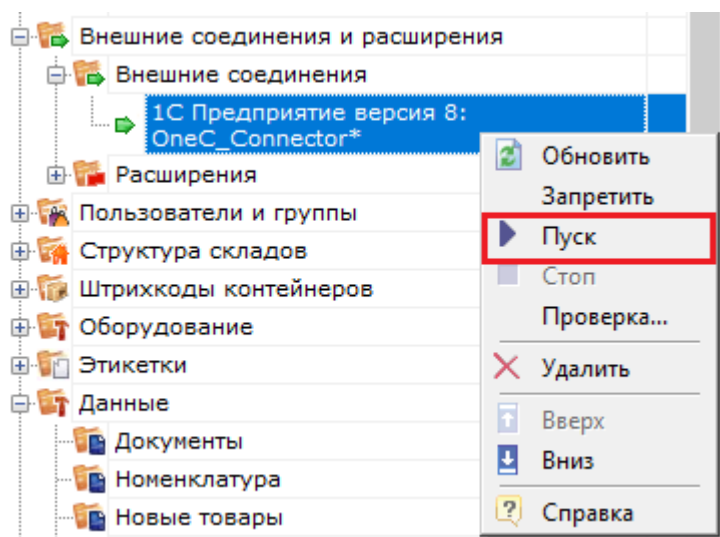 Внешние соединения и расширения
Внешние соединения
1С Предприятие версия 8:
OneC_Connector*
Расширения
Пользователи и группы
Структура складов
Штрихкоды контейнеров
Оборудование
Этикетки
Данные
Документы
Номенклатура
Новые товары
Обновить
Запретить
Пуск
Стоп
Проверка...
Удалить
Вверх
Вниз
Справка